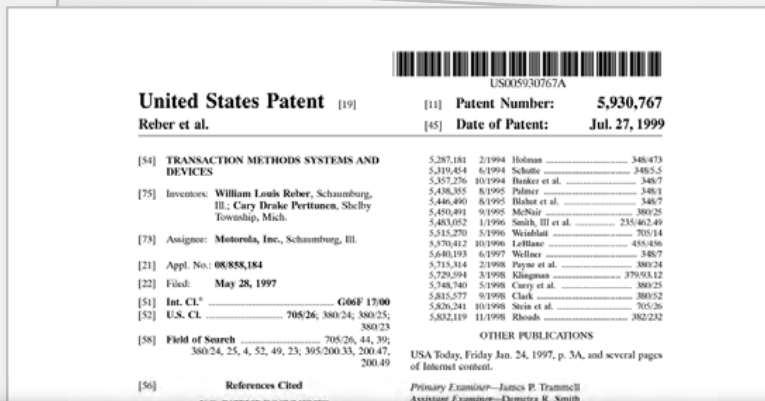 US005930767A
United States Patent [19]
Reber et al.
[11] Patent Number: 5,930,767
[45] Date of Patent: Jul. 27, 1999
[54] TRANSACTION METHODS SYSTEMS AND
DEVICES
[75] Inventors: William Louis Reber, Schaumburg,
Ill.; Cary Drake Perttunen, Shelby
Township, Mich.
[73] Assignee: Motorola, Inc., Schaumburg, Ill.
[21] Appl. No.: 08/858,184
[22] Filed: May 28, 1997
[51] Int. Cl.⁶ G06F 17/00
[52] U.S. Cl. 705/26; 380/24; 380/25;
380/23
[58] Field of Search 705/26, 44, 39;
380/24, 25, 4, 52, 49, 23; 395/200.33, 200.47,
200.49
[56] References Cited
5,287,181 2/1994 Holman 348/473
5,319,454 6/1994 Schutte 348/5.5
5,357,276 10/1994 Banker et al. 348/7
5,438,355 8/1995 Palmer 348/1
5,446,490 8/1995 Blahut et al. 348/7
5,450,491 9/1995 McNair 380/25
5,483,052 1/1996 Smith, III et al. 235/462.49
5,515,270 5/1996 Weinblatt 705/14
5,570,412 10/1996 LeBlanc 455/456
5,640,193 6/1997 Wellner 348/7
5,715,314 2/1998 Payne et al. 380/24
5,729,594 3/1998 Klingman 379/93.12
5,748,740 5/1998 Curry et al. 380/25
5,815,577 9/1998 Clark 380/52
5,826,241 10/1998 Stein et al. 705/26
5,832,119 11/1998 Rhoads 382/232
OTHER PUBLICATIONS
USA Today, Friday Jan. 24, 1997, p. 3A, and several pages
of Internet content.
Primary Examiner—James P. Trammell
Assistant Examiner—Demetra R. Smith